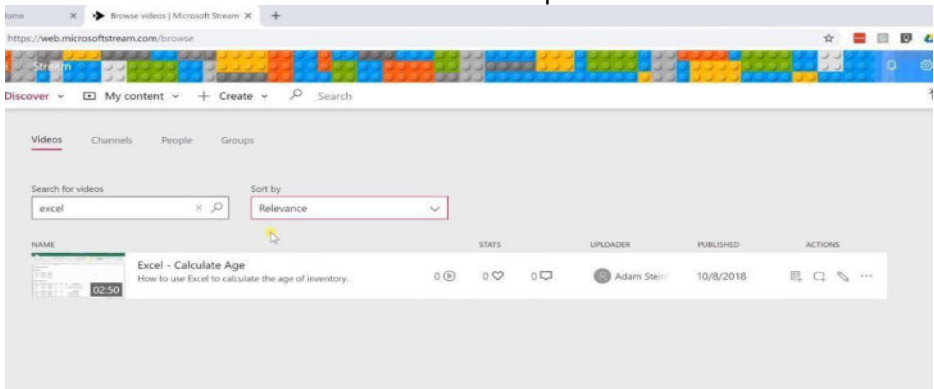 Browse videos | Microsoft Stream
https://web.microsoftstream.com/browse
Stream
Discover My content + Create Search
Videos Channels People Groups
Search for videos Sort by
excel Relevance
NAME STATS UPLOADER PUBLISHED ACTIONS
Excel - Calculate Age
How to use Excel to calculate the age of inventory.
02:50 0 0 0 Adam Stein 10/8/2018